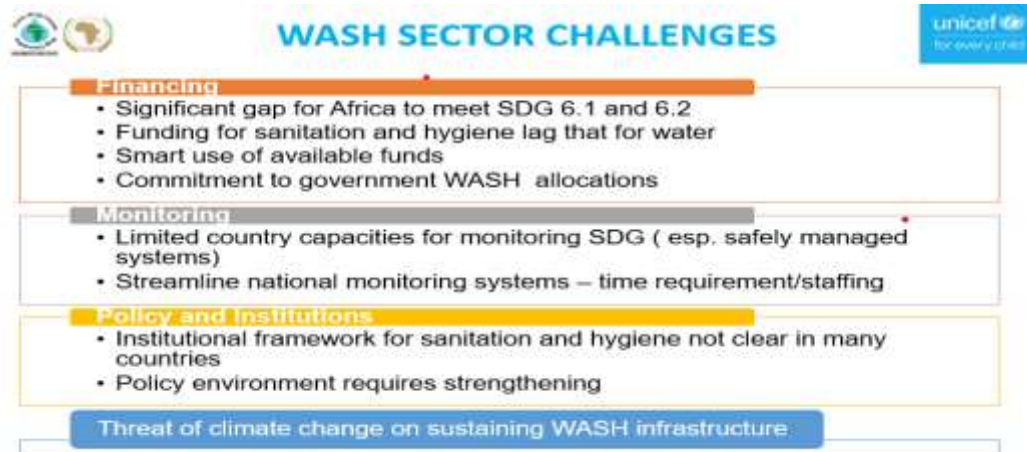 WASH SECTOR CHALLENGES
unicef
for every child
Financing
• Significant gap for Africa to meet SDG 6.1 and 6.2
• Funding for sanitation and hygiene lag that for water
• Smart use of available funds
• Commitment to government WASH allocations
Monitoring
• Limited country capacities for monitoring SDG ( esp. safely managed
systems)
• Streamline national monitoring systems – time requirement/staffing
Policy and Institutions
• Institutional framework for sanitation and hygiene not clear in many
countries
• Policy environment requires strengthening
Threat of climate change on sustaining WASH infrastructure